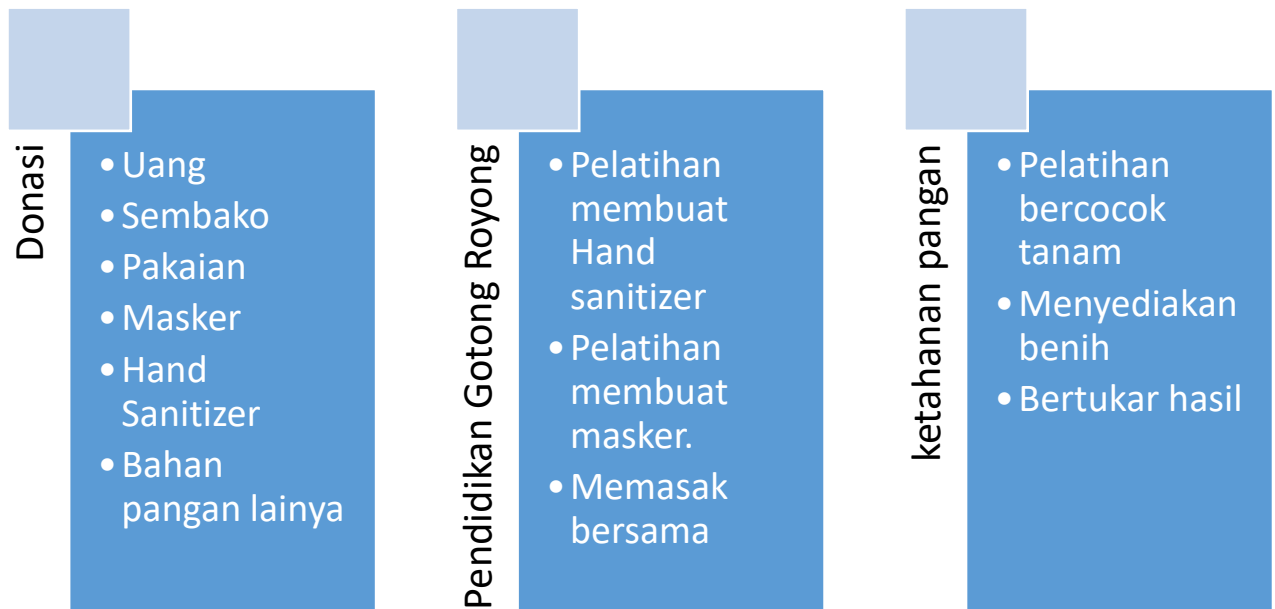 Donasi
• Uang
• Sembako
• Pakaian
• Masker
• Hand
Sanitizer
• Bahan
pangan lainya
Pendidikan Gotong Royong
• Pelatihan
membuat
Hand
sanitizer
• Pelatihan
membuat
masker.
• Memasak
bersama
ketahanan pangan
• Pelatihan
bercocok
tanam
• Menyediakan
benih
• Bertukar hasil